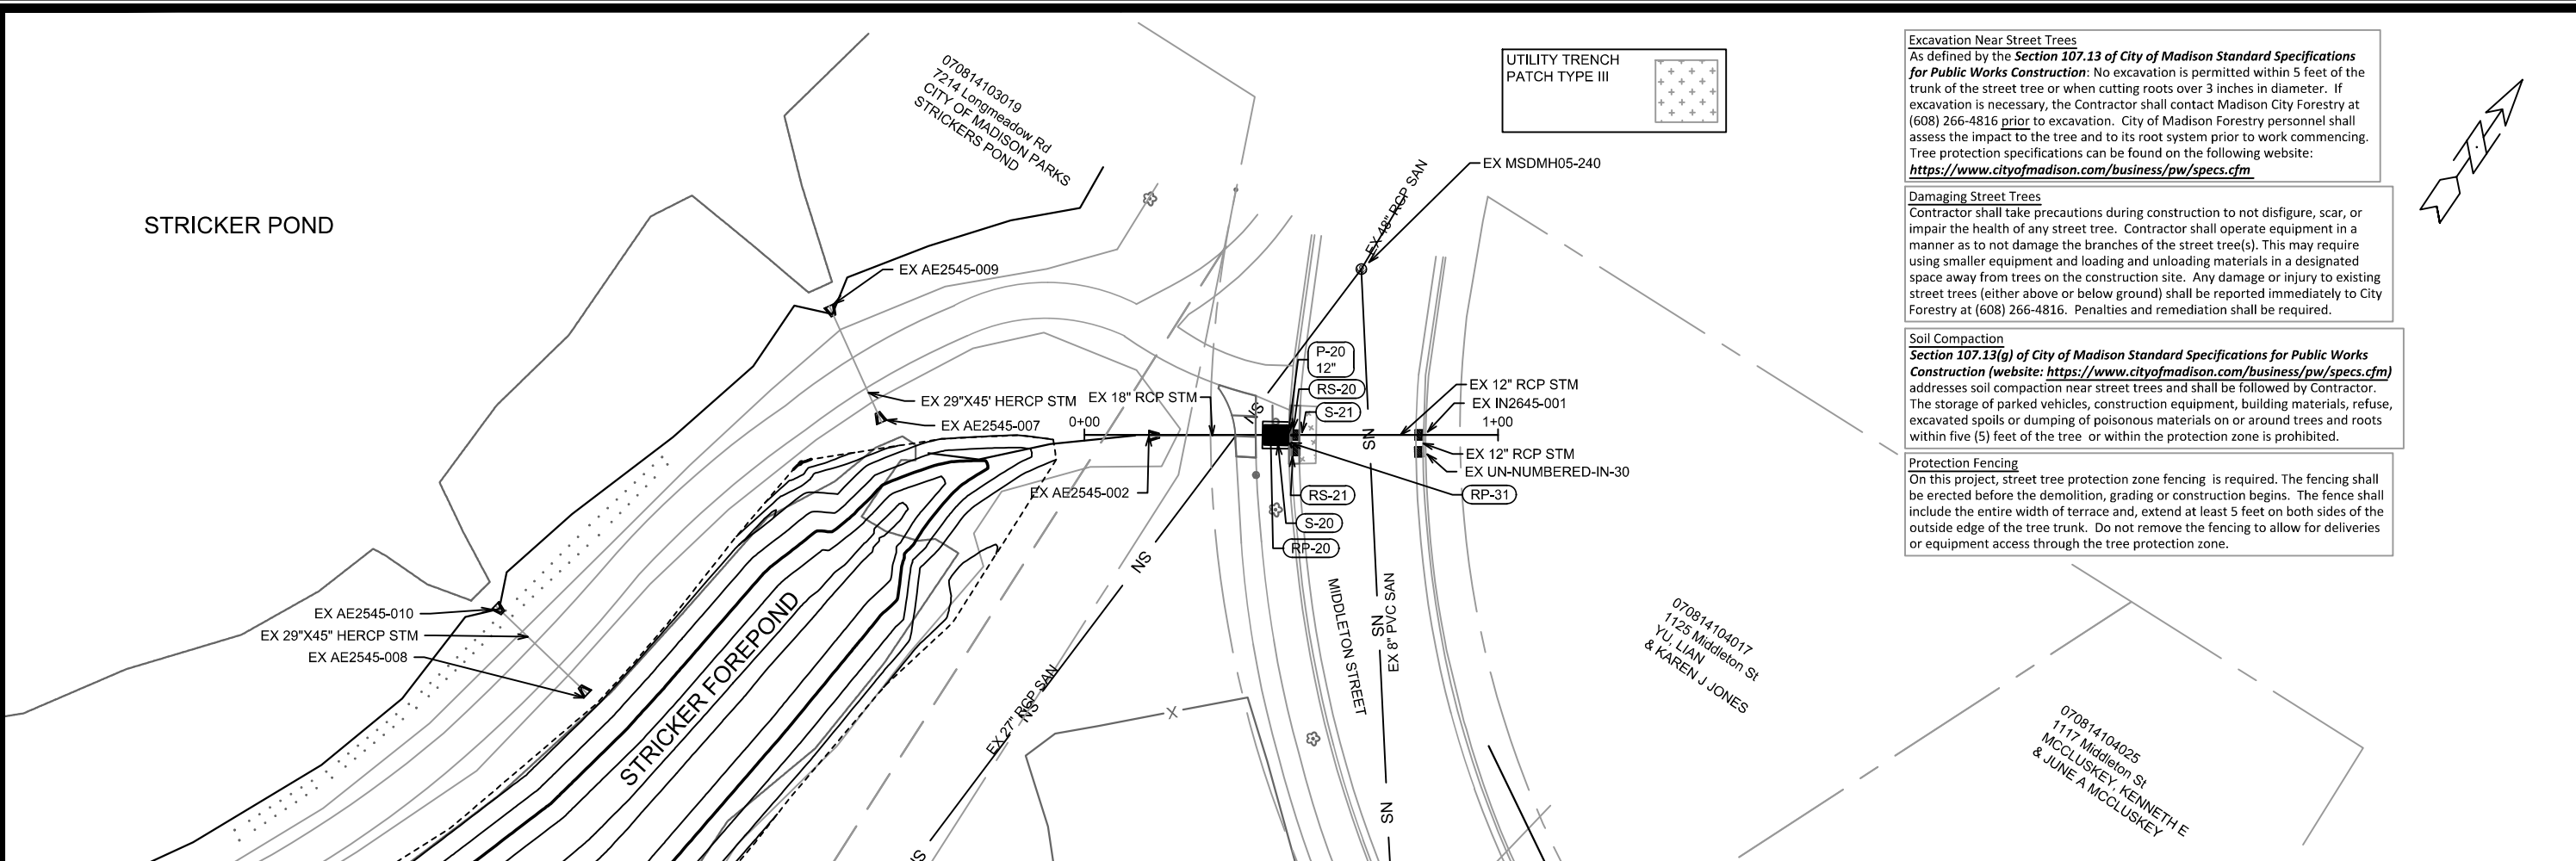 070814103019
7214 Longmeadow Rd
CITY OF MADISON PARKS
STRICKERS POND
STRICKER POND
UTILITY TRENCH
PATCH TYPE III
EX MSDMH05-240
EX 48" RCP SAN
EX AE2545-009
EX 29"X45' HERCP STM
EX 18" RCP STM
EX AE2545-007
0+00
P-20
12"
RS-20
S-21
EX 12" RCP STM
EX IN2645-001
1+00
EX 12" RCP STM
EX UN-NUMBERED-IN-30
RP-31
EX AE2545-002
RS-21
S-20
RP-20
NS
SN
NS
EX AE2545-010
EX 29"X45" HERCP STM
EX AE2545-008
STRICKER FOREPOND
EX 27" RCP SAN
NS
MIDDLETON STREET
SN
EX 8" PVC SAN
SN
NS
070814104017
1125 Middleton St
YU, LIAN
& KAREN J JONES
070814104025
1117 Middleton St
MCCLUSKEY, KENNETH E
& JUNE A MCCLUSKEY
X
Excavation Near Street Trees
As defined by the Section 107.13 of City of Madison Standard Specifications
for Public Works Construction: No excavation is permitted within 5 feet of the
trunk of the street tree or when cutting roots over 3 inches in diameter. If
excavation is necessary, the Contractor shall contact Madison City Forestry at
(608) 266-4816 prior to excavation. City of Madison Forestry personnel shall
assess the impact to the tree and to its root system prior to work commencing.
Tree protection specifications can be found on the following website:
https://www.cityofmadison.com/business/pw/specs.cfm
Damaging Street Trees
Contractor shall take precautions during construction to not disfigure, scar, or
impair the health of any street tree. Contractor shall operate equipment in a
manner as to not damage the branches of the street tree(s). This may require
using smaller equipment and loading and unloading materials in a designated
space away from trees on the construction site. Any damage or injury to existing
street trees (either above or below ground) shall be reported immediately to City
Forestry at (608) 266-4816. Penalties and remediation shall be required.
Soil Compaction
Section 107.13(g) of City of Madison Standard Specifications for Public Works
Construction (website: https://www.cityofmadison.com/business/pw/specs.cfm)
addresses soil compaction near street trees and shall be followed by Contractor.
The storage of parked vehicles, construction equipment, building materials, refuse,
excavated spoils or dumping of poisonous materials on or around trees and roots
within five (5) feet of the tree or within the protection zone is prohibited.
Protection Fencing
On this project, street tree protection zone fencing is required. The fencing shall
be erected before the demolition, grading or construction begins. The fence shall
include the entire width of terrace and, extend at least 5 feet on both sides of the
outside edge of the tree trunk. Do not remove the fencing to allow for deliveries
or equipment access through the tree protection zone.